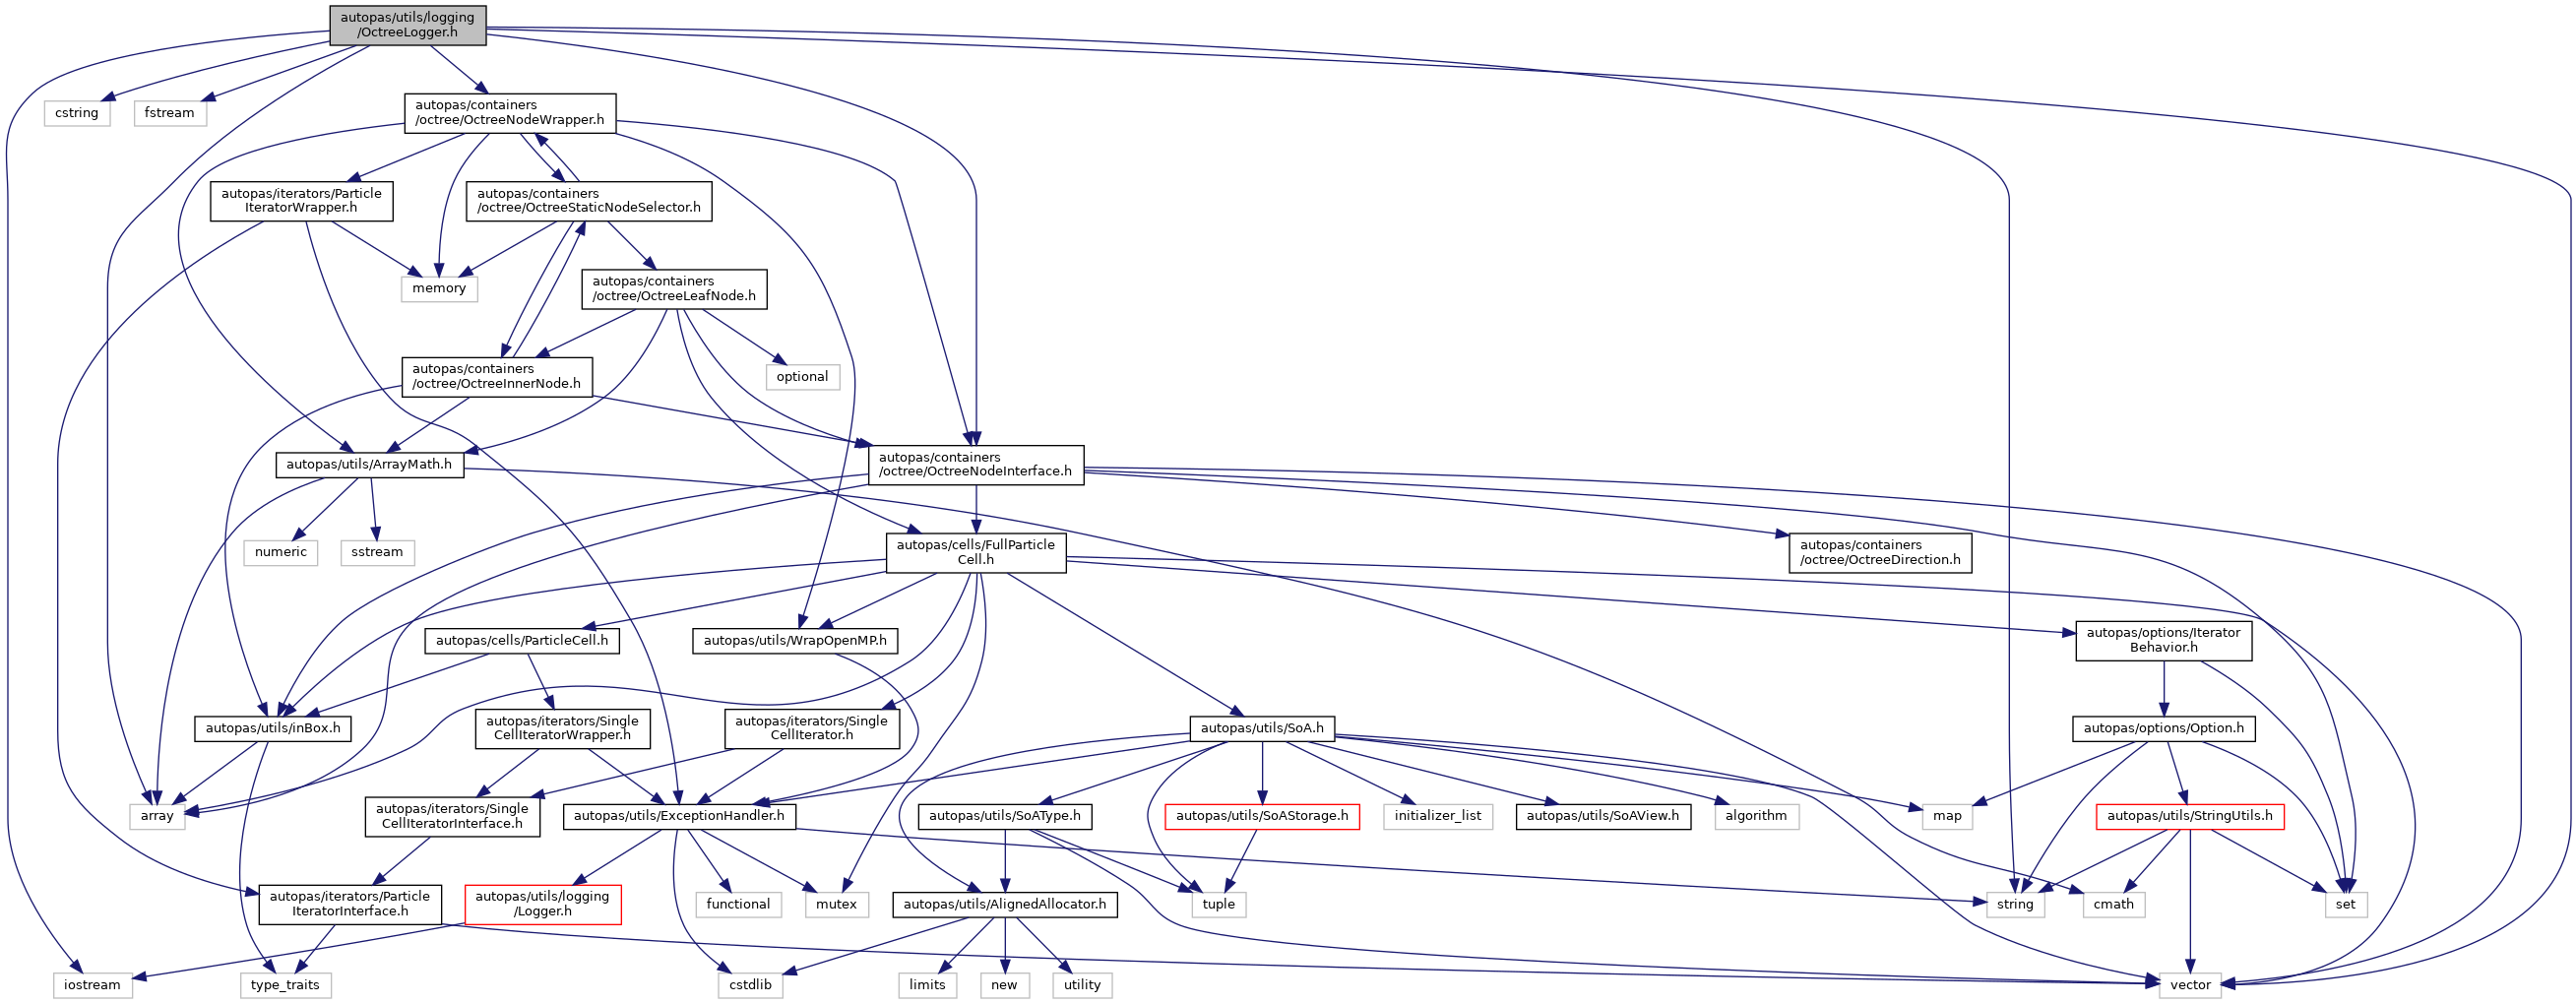 autopas/utils/logging
/OctreeLogger.h
cstring
fstream
autopas/containers
/octree/OctreeNodeWrapper.h
autopas/iterators/Particle
IteratorWrapper.h
autopas/containers
/octree/OctreeStaticNodeSelector.h
memory
autopas/containers
/octree/OctreeLeafNode.h
autopas/containers
/octree/OctreeInnerNode.h
optional
autopas/utils/ArrayMath.h
autopas/containers
/octree/OctreeNodeInterface.h
numeric
sstream
autopas/cells/FullParticle
Cell.h
autopas/containers
/octree/OctreeDirection.h
autopas/cells/ParticleCell.h
autopas/utils/WrapOpenMP.h
autopas/options/Iterator
Behavior.h
autopas/utils/inBox.h
autopas/iterators/Single
CellIteratorWrapper.h
autopas/iterators/Single
CellIterator.h
autopas/utils/SoA.h
autopas/options/Option.h
array
autopas/iterators/Single
CellIteratorInterface.h
autopas/utils/ExceptionHandler.h
autopas/utils/SoAType.h
autopas/utils/SoAStorage.h
initializer_list
autopas/utils/SoAView.h
algorithm
map
autopas/utils/StringUtils.h
autopas/iterators/Particle
IteratorInterface.h
autopas/utils/logging
/Logger.h
functional
mutex
autopas/utils/AlignedAllocator.h
tuple
string
cmath
set
iostream
type_traits
cstdlib
limits
new
utility
vector